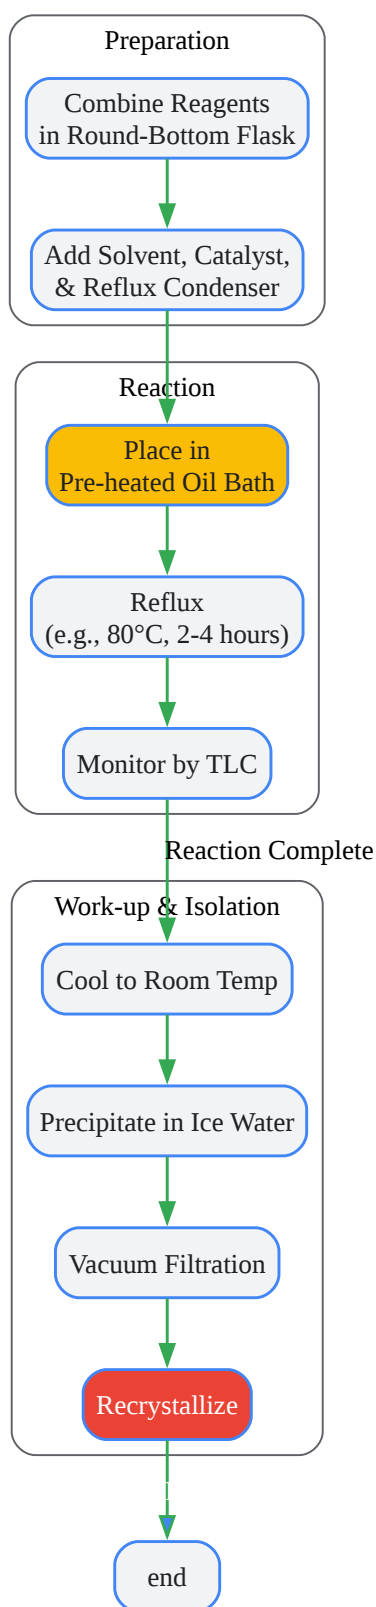 Preparation
Combine Reagents
in Round-Bottom Flask
Add Solvent, Catalyst,
& Reflux Condenser
Reaction
Place in
Pre-heated Oil Bath
Reflux
(e.g., 80°C, 2-4 hours)
Monitor by TLC
Reaction Complete
Work-up & Isolation
Cool to Room Temp
Precipitate in Ice Water
Vacuum Filtration
Recrystallize
end